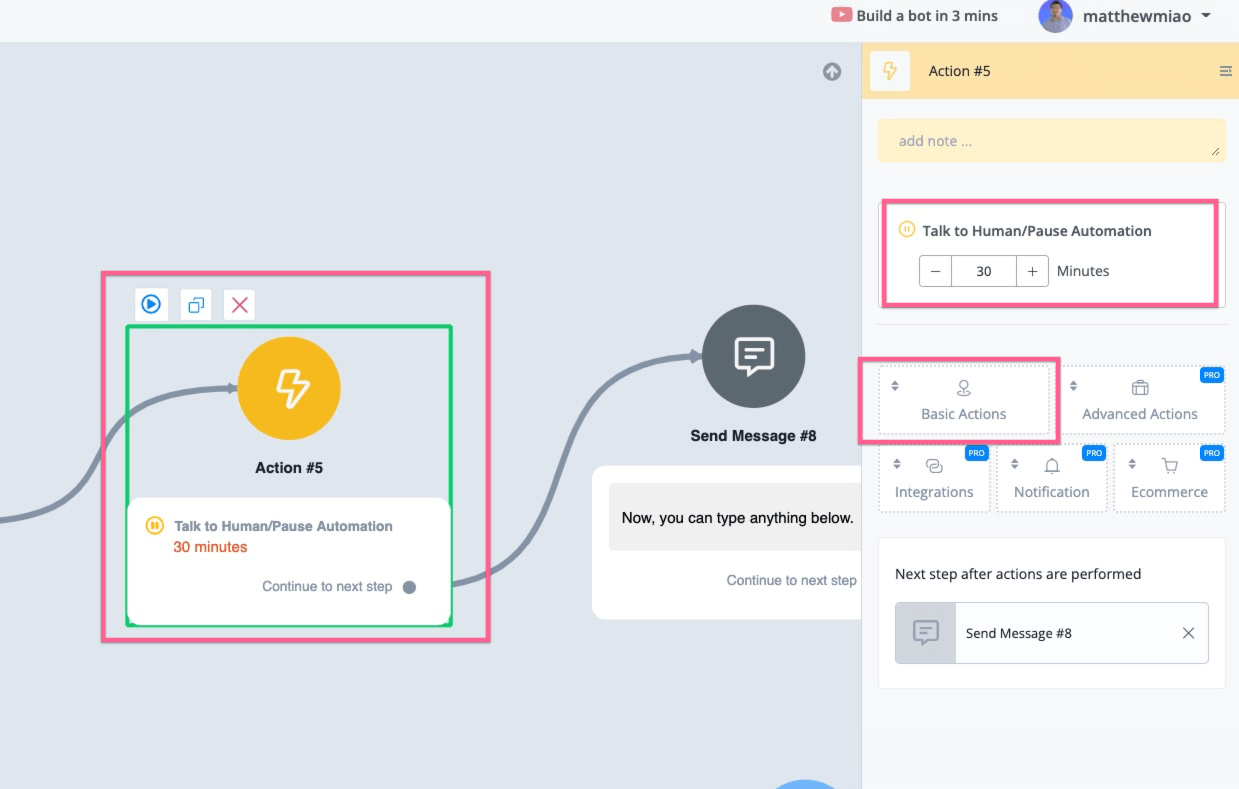 Build a bot in 3 mins
matthewmiao
Action #5
add note ...
Talk to Human/Pause Automation
− 30 + Minutes
Basic Actions
PRO
Advanced Actions
PRO
Integrations
PRO
Notification
PRO
Ecommerce
Next step after actions are performed
Send Message #8
Action #5
Talk to Human/Pause Automation
30 minutes
Continue to next step
Send Message #8
Now, you can type anything below.
Continue to next step